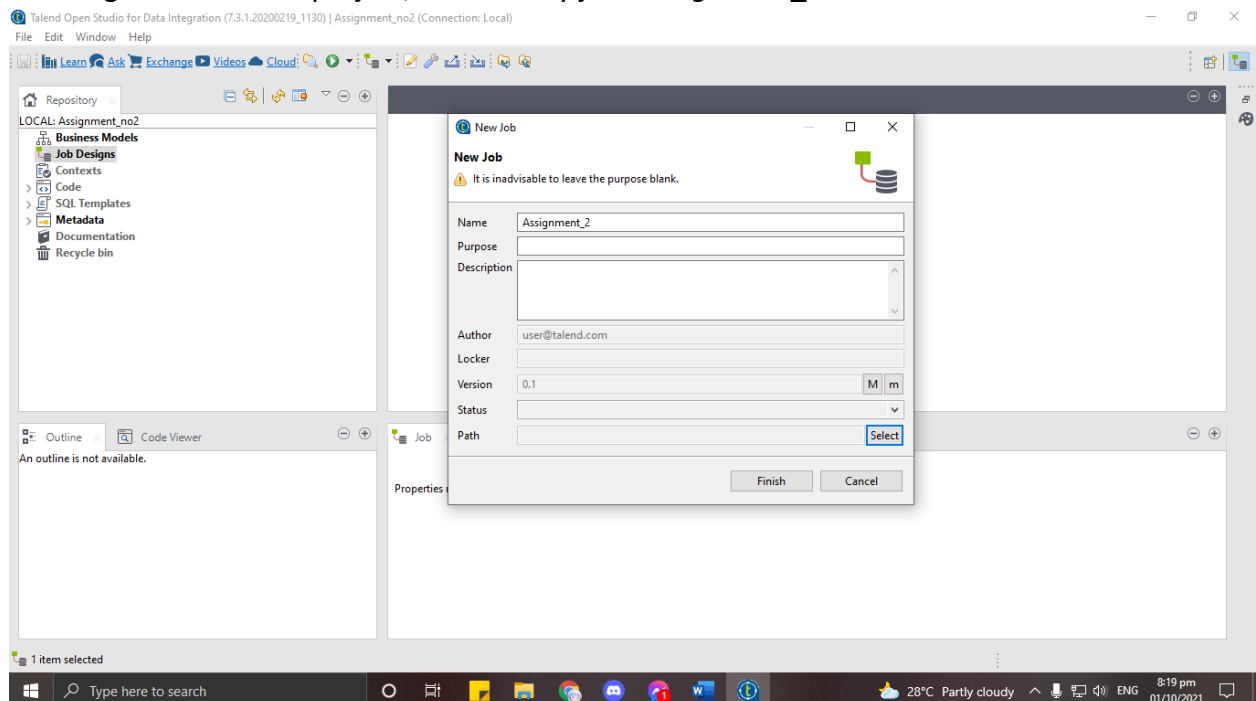 Talend Open Studio for Data Integration (7.3.1.20200219_1130) | Assignment_no2 (Connection: Local)
File Edit Window Help
Learn Ask Exchange Videos Cloud
Repository
LOCAL: Assignment_no2
Business Models
Job Designs
Contexts
Code
SQL Templates
Metadata
Documentation
Recycle bin
New Job
New Job
It is inadvisable to leave the purpose blank.
Name Assignment_2
Purpose
Description
Author user@talend.com
Locker
Version 0.1 M m
Status
Path Select
Finish Cancel
Outline Code Viewer
An outline is not available.
Job
Properties
1 item selected
Type here to search
28°C Partly cloudy ENG 8:19 pm
01/10/2021